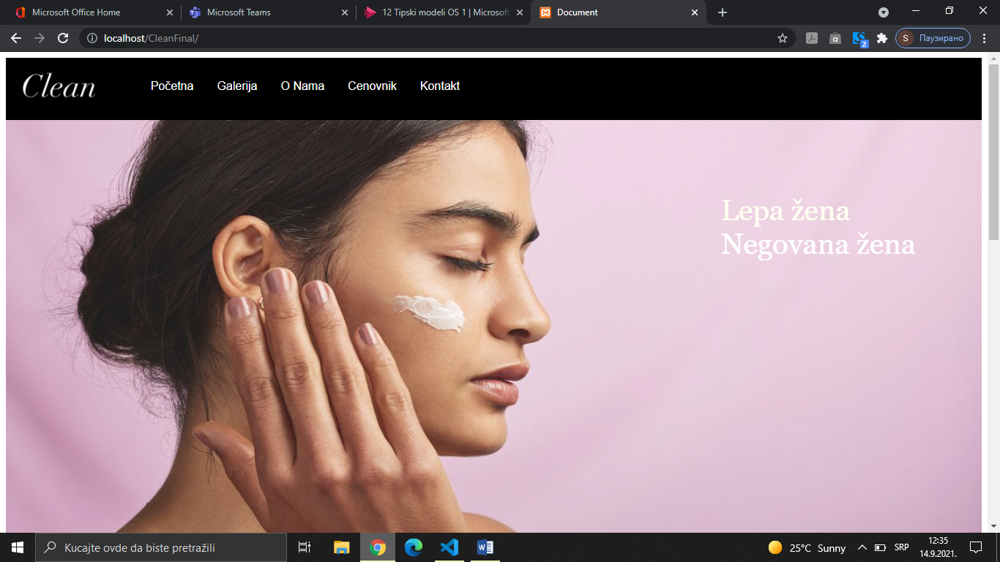 Microsoft Office Home
Microsoft Teams
12 Tipski modeli OS 1 | Microsoft
Document
localhost/CleanFinal/
a
2
S
Паузирано
Clean
Početna Galerija O Nama Cenovnik Kontakt
Lepa žena
Negovana žena
Kucajte ovde da biste pretražili
25°C Sunny
SRP
12:35
14.9.2021.